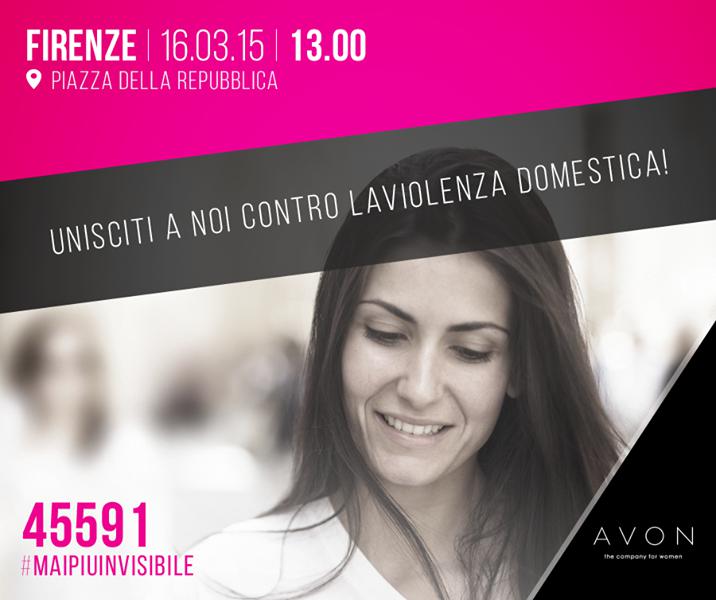 FIRENZE | 16.03.15 | 13.00
PIAZZA DELLA REPUBBLICA
UNISCITI A NOI CONTRO LAVIOLENZA DOMESTICA!
45591
#MAIPIUINVISIBILE
AVON
the company for women